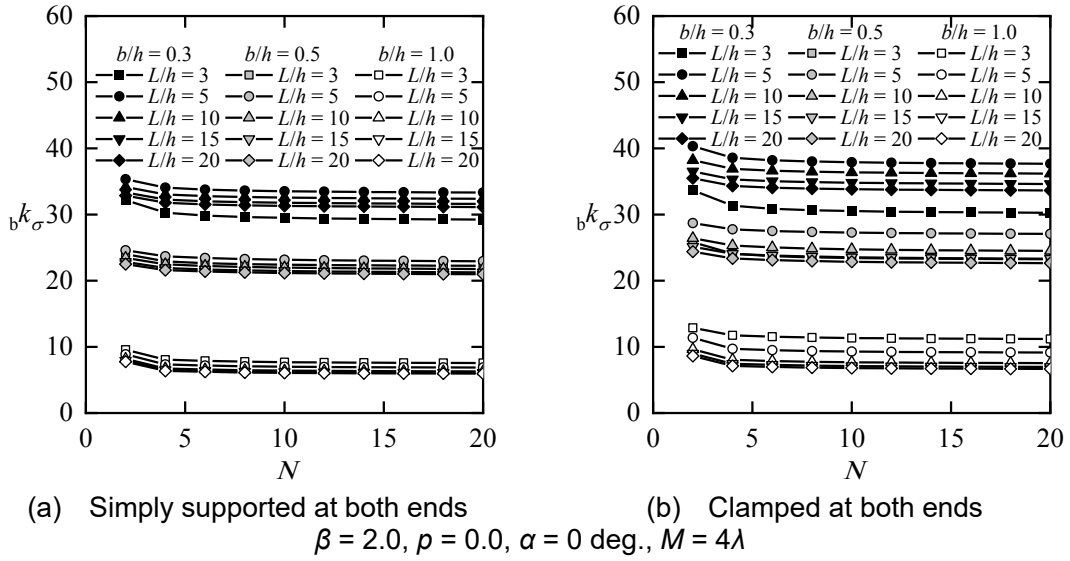 60
50
40
30
20
10
0
b/h = 0.3 b/h = 0.5 b/h = 1.0
L/h = 3 L/h = 3 L/h = 3
L/h = 5 L/h = 5 L/h = 5
L/h = 10 L/h = 10 L/h = 10
L/h = 15 L/h = 15 L/h = 15
L/h = 20 L/h = 20 L/h = 20
bkσ
0 5 10 15 20
N
(a) Simply supported at both ends
60
50
40
30
20
10
0
b/h = 0.3 b/h = 0.5 b/h = 1.0
L/h = 3 L/h = 3 L/h = 3
L/h = 5 L/h = 5 L/h = 5
L/h = 10 L/h = 10 L/h = 10
L/h = 15 L/h = 15 L/h = 15
L/h = 20 L/h = 20 L/h = 20
bkσ
0 5 10 15 20
N
(b) Clamped at both ends
β = 2.0, p = 0.0, α = 0 deg., M = 4λ